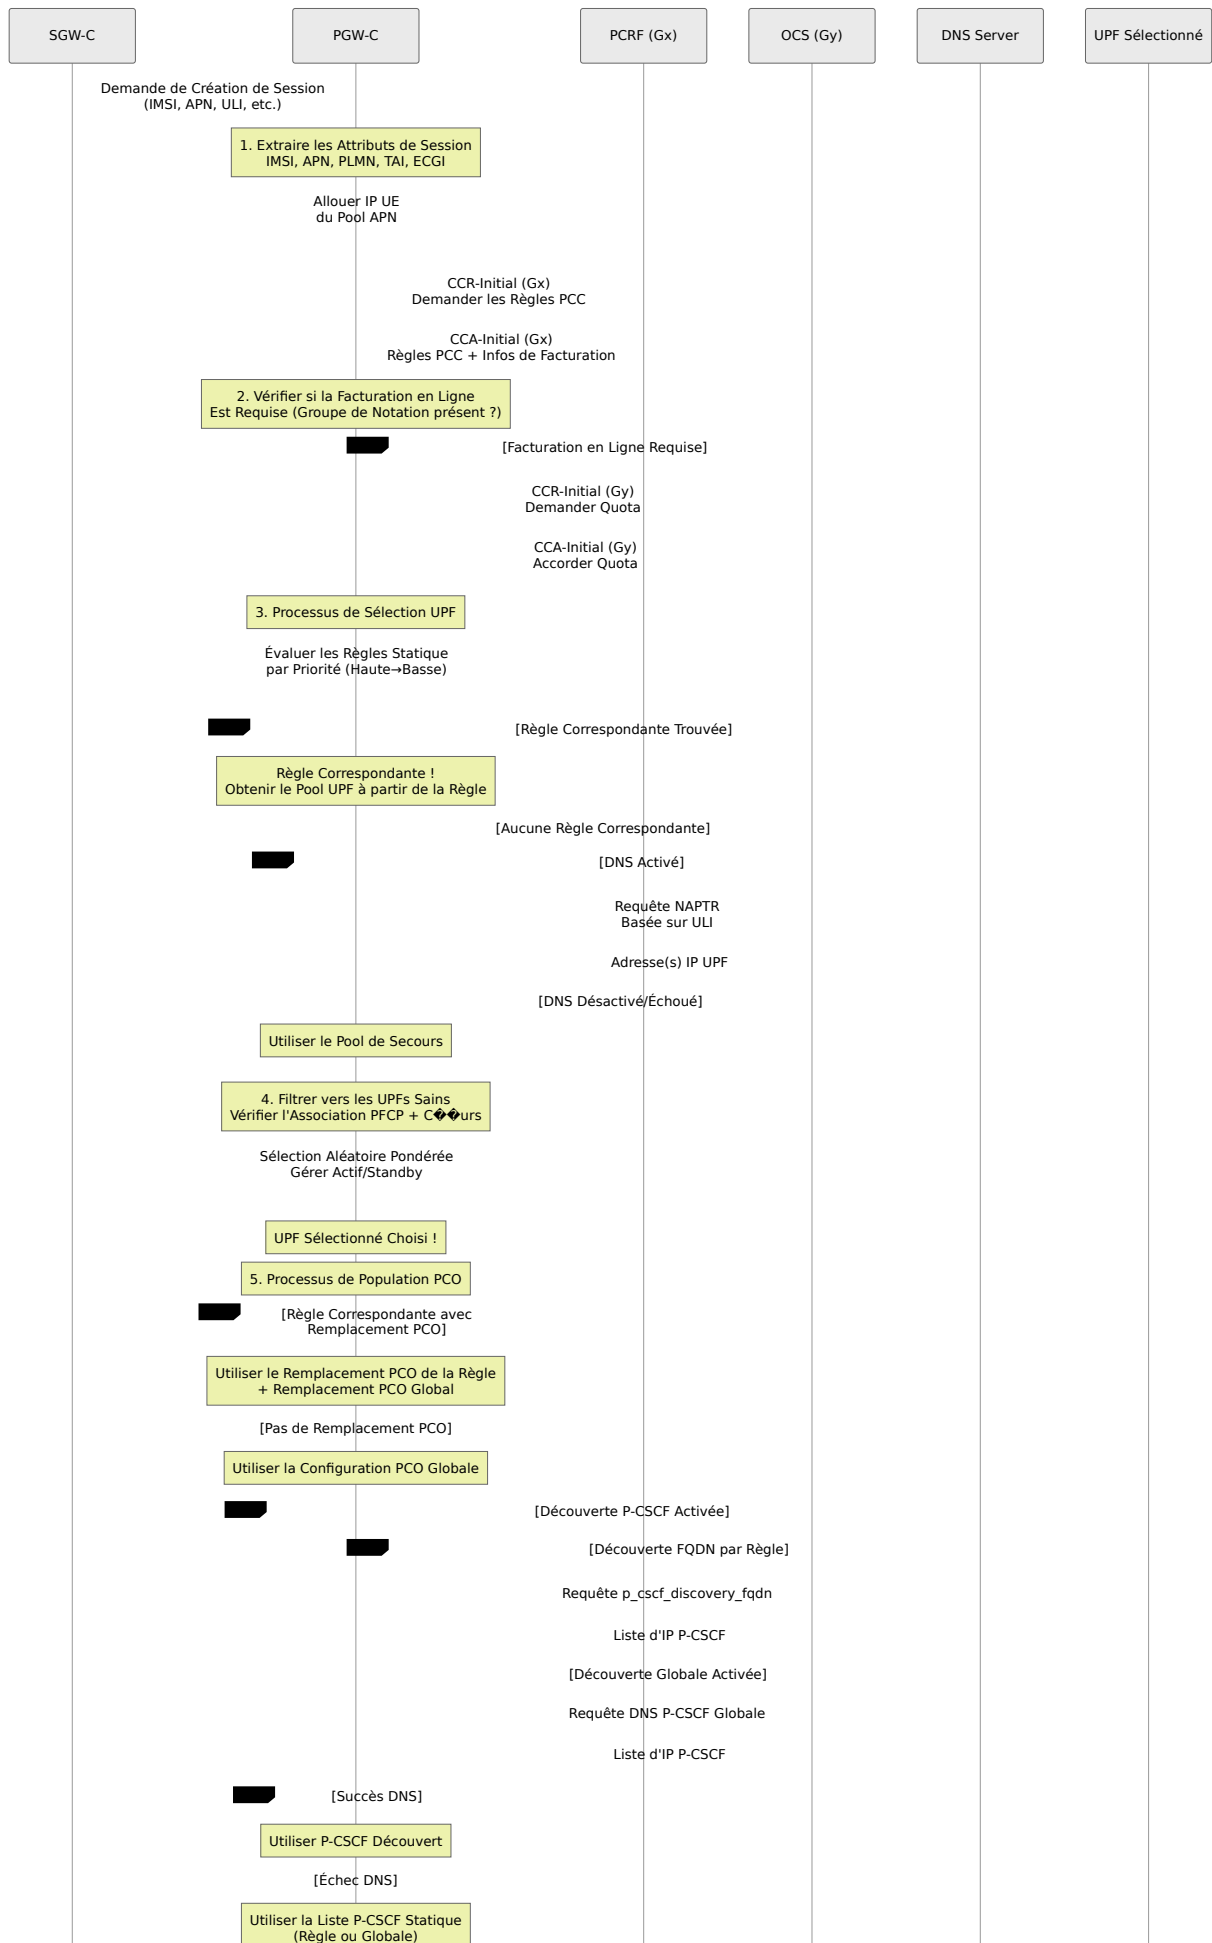 SGW-C
PGW-C
PCRF (Gx)
OCS (Gy)
DNS Server
UPF Sélectionné
Demande de Création de Session
(IMSI, APN, ULI, etc.)
1. Extraire les Attributs de Session
IMSI, APN, PLMN, TAI, ECGI
Allouer IP UE
du Pool APN
CCR-Initial (Gx)
Demander les Règles PCC
CCA-Initial (Gx)
Règles PCC + Infos de Facturation
2. Vérifier si la Facturation en Ligne
Est Requise (Groupe de Notation présent ?)
[Facturation en Ligne Requise]
CCR-Initial (Gy)
Demander Quota
CCA-Initial (Gy)
Accorder Quota
3. Processus de Sélection UPF
Évaluer les Règles Statique
par Priorité (Haute→Basse)
[Règle Correspondante Trouvée]
Règle Correspondante !
Obtenir le Pool UPF à partir de la Règle
[Aucune Règle Correspondante]
[DNS Activé]
Requête NAPTR
Basée sur ULI
Adresse(s) IP UPF
[DNS Désactivé/Échoué]
Utiliser le Pool de Secours
4. Filtrer vers les UPFs Sains
Vérifier l'Association PFCP + C��urs
Sélection Aléatoire Pondérée
Gérer Actif/Standby
UPF Sélectionné Choisi !
5. Processus de Population PCO
[Règle Correspondante avec
Remplacement PCO]
Utiliser le Remplacement PCO de la Règle
+ Remplacement PCO Global
[Pas de Remplacement PCO]
Utiliser la Configuration PCO Globale
[Découverte P-CSCF Activée]
[Découverte FQDN par Règle]
Requête p_cscf_discovery_fqdn
Liste d'IP P-CSCF
[Découverte Globale Activée]
Requête DNS P-CSCF Globale
Liste d'IP P-CSCF
[Succès DNS]
Utiliser P-CSCF Découvert
[Échec DNS]
Utiliser la Liste P-CSCF Statique
(Règle ou Globale)